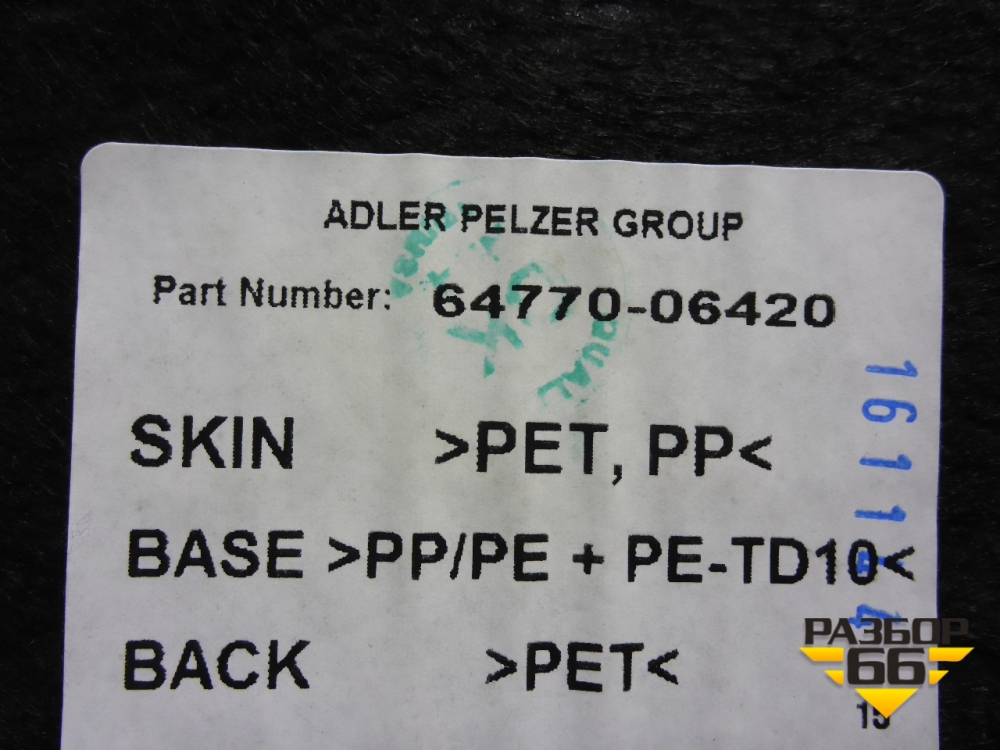 ADLER PELZER GROUP
Part Number: 64770-06420
SKIN >PET, PP<
BASE >PP/PE + PE-TD10<
BACK >PET<
QUAL
РАЗБОР
66